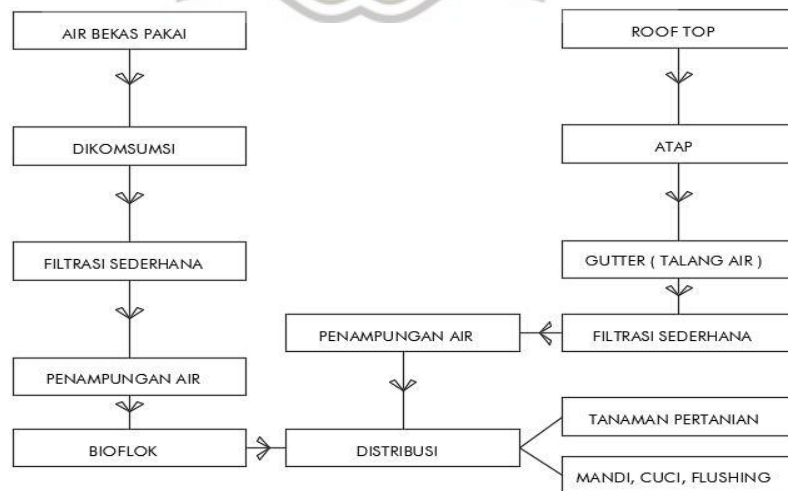 AIR BEKAS PAKAI
ROOF TOP
DIKOMSUMSI
ATAP
FILTRASI SEDERHANA
GUTTER ( TALANG AIR )
PENAMPUNGAN AIR
FILTRASI SEDERHANA
PENAMPUNGAN AIR
TANAMAN PERTANIAN
BIOFLOK
DISTRIBUSI
MANDI, CUCI, FLUSHING